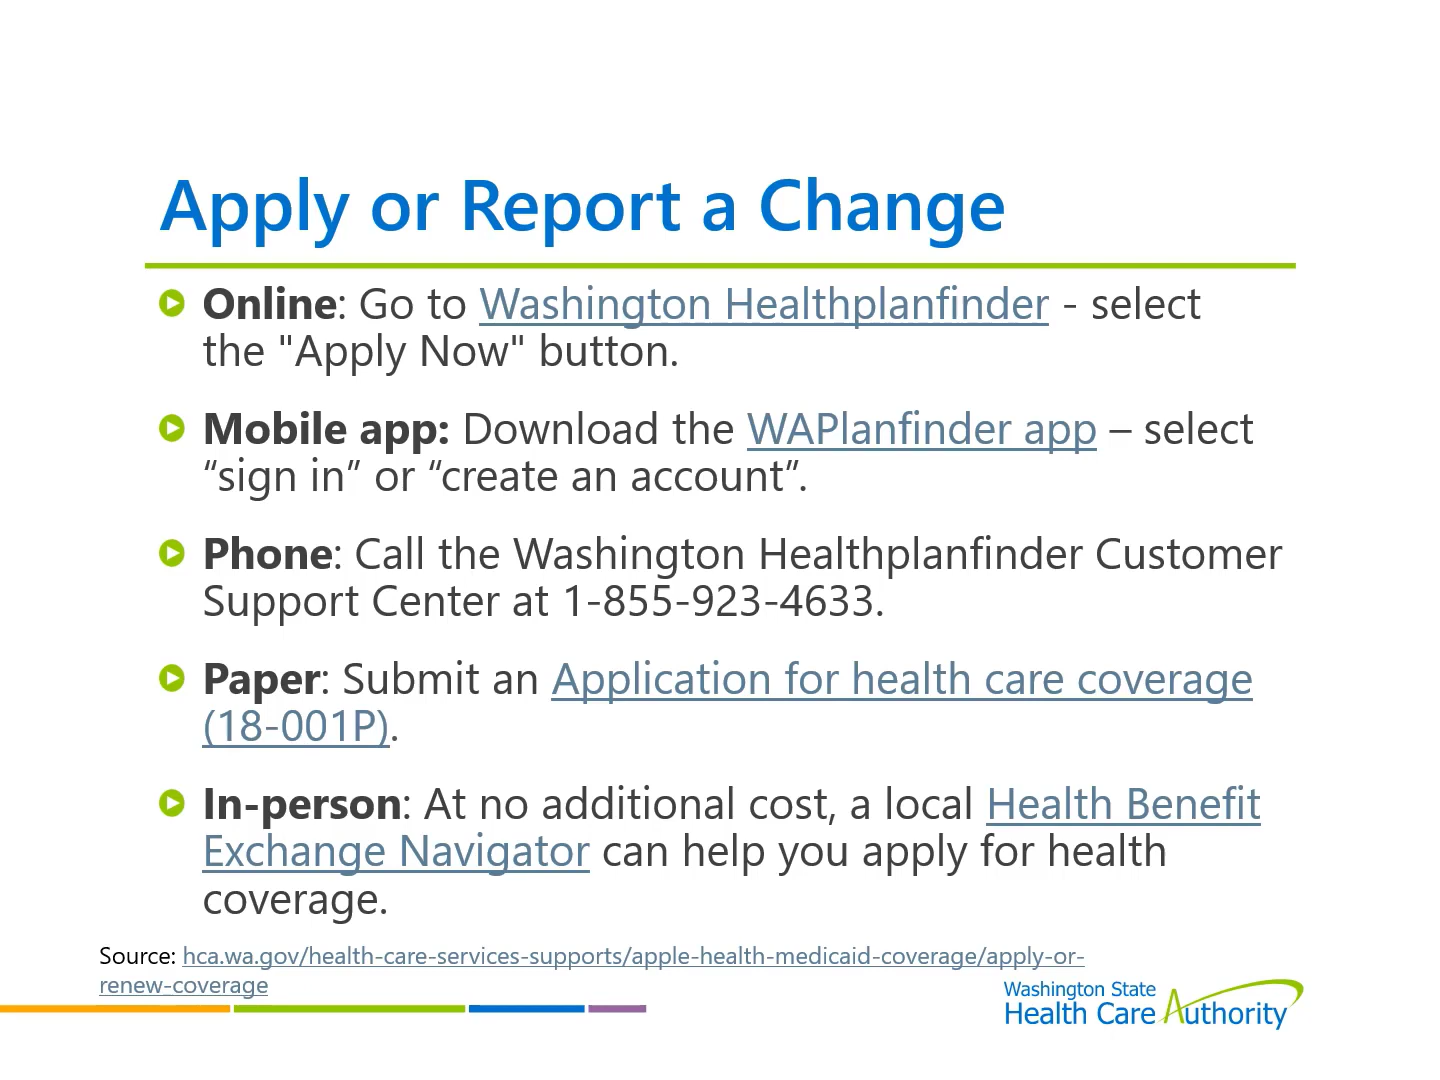 Apply or Report a Change
Online: Go to Washington Healthplanfinder - select
the "Apply Now" button.
Mobile app: Download the WAPlanfinder app – select
“sign in” or “create an account”.
Phone: Call the Washington Healthplanfinder Customer
Support Center at 1-855-923-4633.
Paper: Submit an Application for health care coverage
(18-001P).
In-person: At no additional cost, a local Health Benefit
Exchange Navigator can help you apply for health
coverage.
Source: hca.wa.gov/health-care-services-supports/apple-health-medicaid-coverage/apply-or-
renew-coverage
Washington State
Health Care Authority